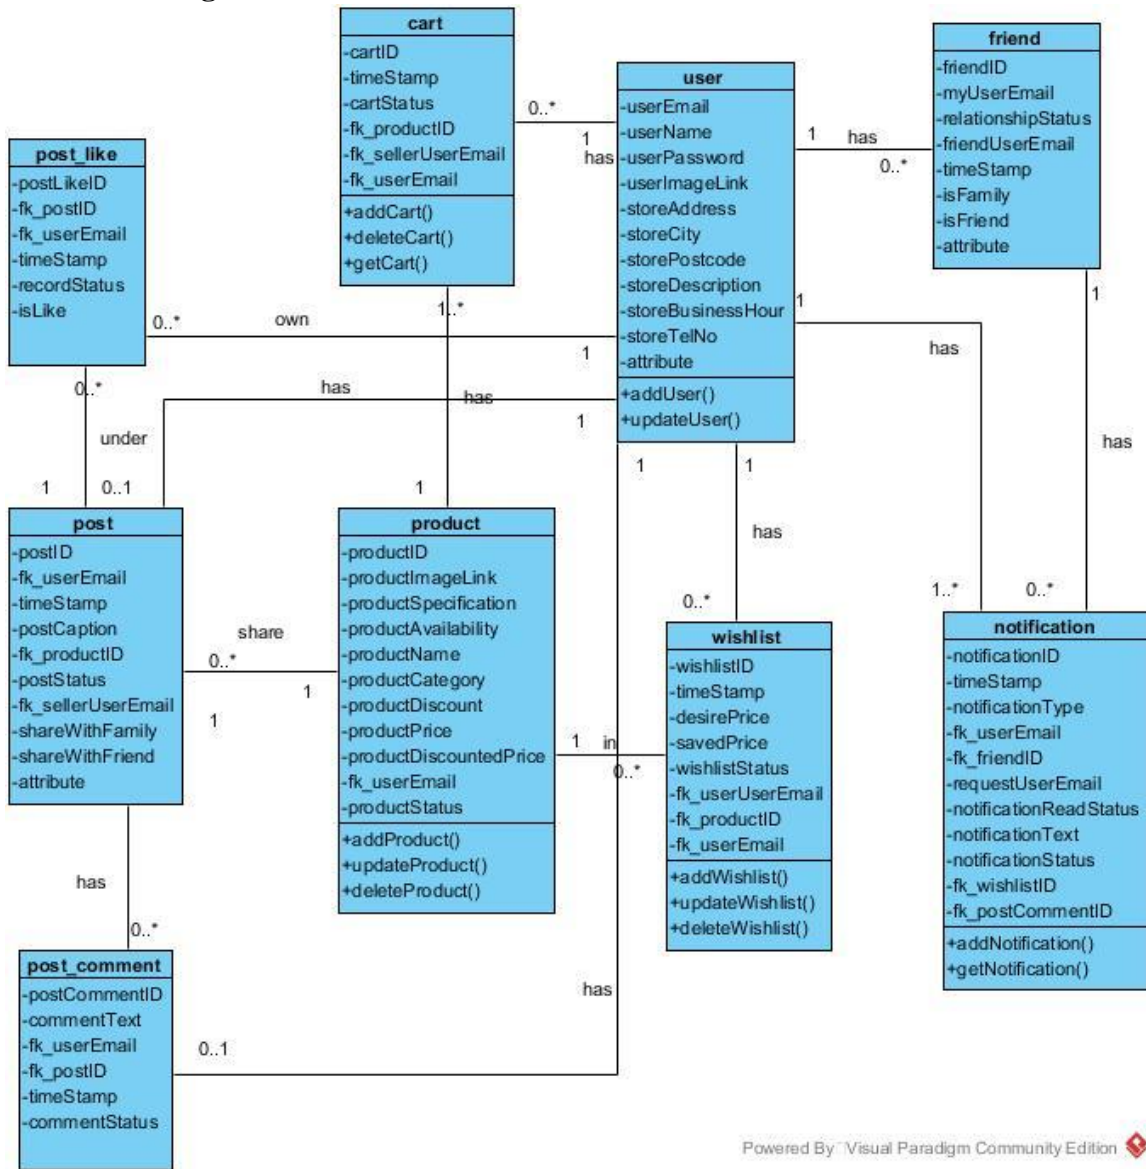 cart
-cartID
-timeStamp
-cartStatus
-fk_productID
-fk_sellerUserEmail
-fk_userEmail
+addCart()
+deleteCart()
+getCart()
friend
-friendID
-myUserEmail
-relationshipStatus
-friendUserEmail
-timeStamp
-isFamily
-isFriend
-attribute
user
-userEmail
-userName
-userPassword
-userImageLink
-storeAddress
-storeCity
-storePostcode
-storeDescription
-storeBusinessHour
-storeTelNo
-attribute
+addUser()
+updateUser()
0..*
1
has
1
has
0..*
post_like
-postLikeID
-fk_postID
-fk_userEmail
-timeStamp
-recordStatus
-isLike
0..*
own
1
1..*
1
has
1
has
0..*
has
has
1
under
1
0..1
1
1
1
has
0..*
1..*
0..*
post
-postID
-fk_userEmail
-timeStamp
-postCaption
-fk_productID
-postStatus
-fk_sellerUserEmail
-shareWithFamily
-shareWithFriend
-attribute
share
0..*
1
1
product
-productID
-productImageLink
-productSpecification
-productAvailability
-productName
-productCategory
-productDiscount
-productPrice
-productDiscountedPrice
-fk_userEmail
-productStatus
+addProduct()
+updateProduct()
+deleteProduct()
1
in
0..*
wishlist
-wishlistID
-timeStamp
-desirePrice
-savedPrice
-wishlistStatus
-fk_userUserEmail
-fk_productID
-fk_userEmail
+addWishlist()
+updateWishlist()
+deleteWishlist()
notification
-notificationID
-timeStamp
-notificationType
-fk_userEmail
-fk_friendID
-requestUserEmail
-notificationReadStatus
-notificationText
-notificationStatus
-fk_wishlistID
-fk_postCommentID
+addNotification()
+getNotification()
has
0..*
post_comment
-postCommentID
-commentText
-fk_userEmail
-fk_postID
-timeStamp
-commentStatus
0..1
has
Powered By Visual Paradigm Community Edition